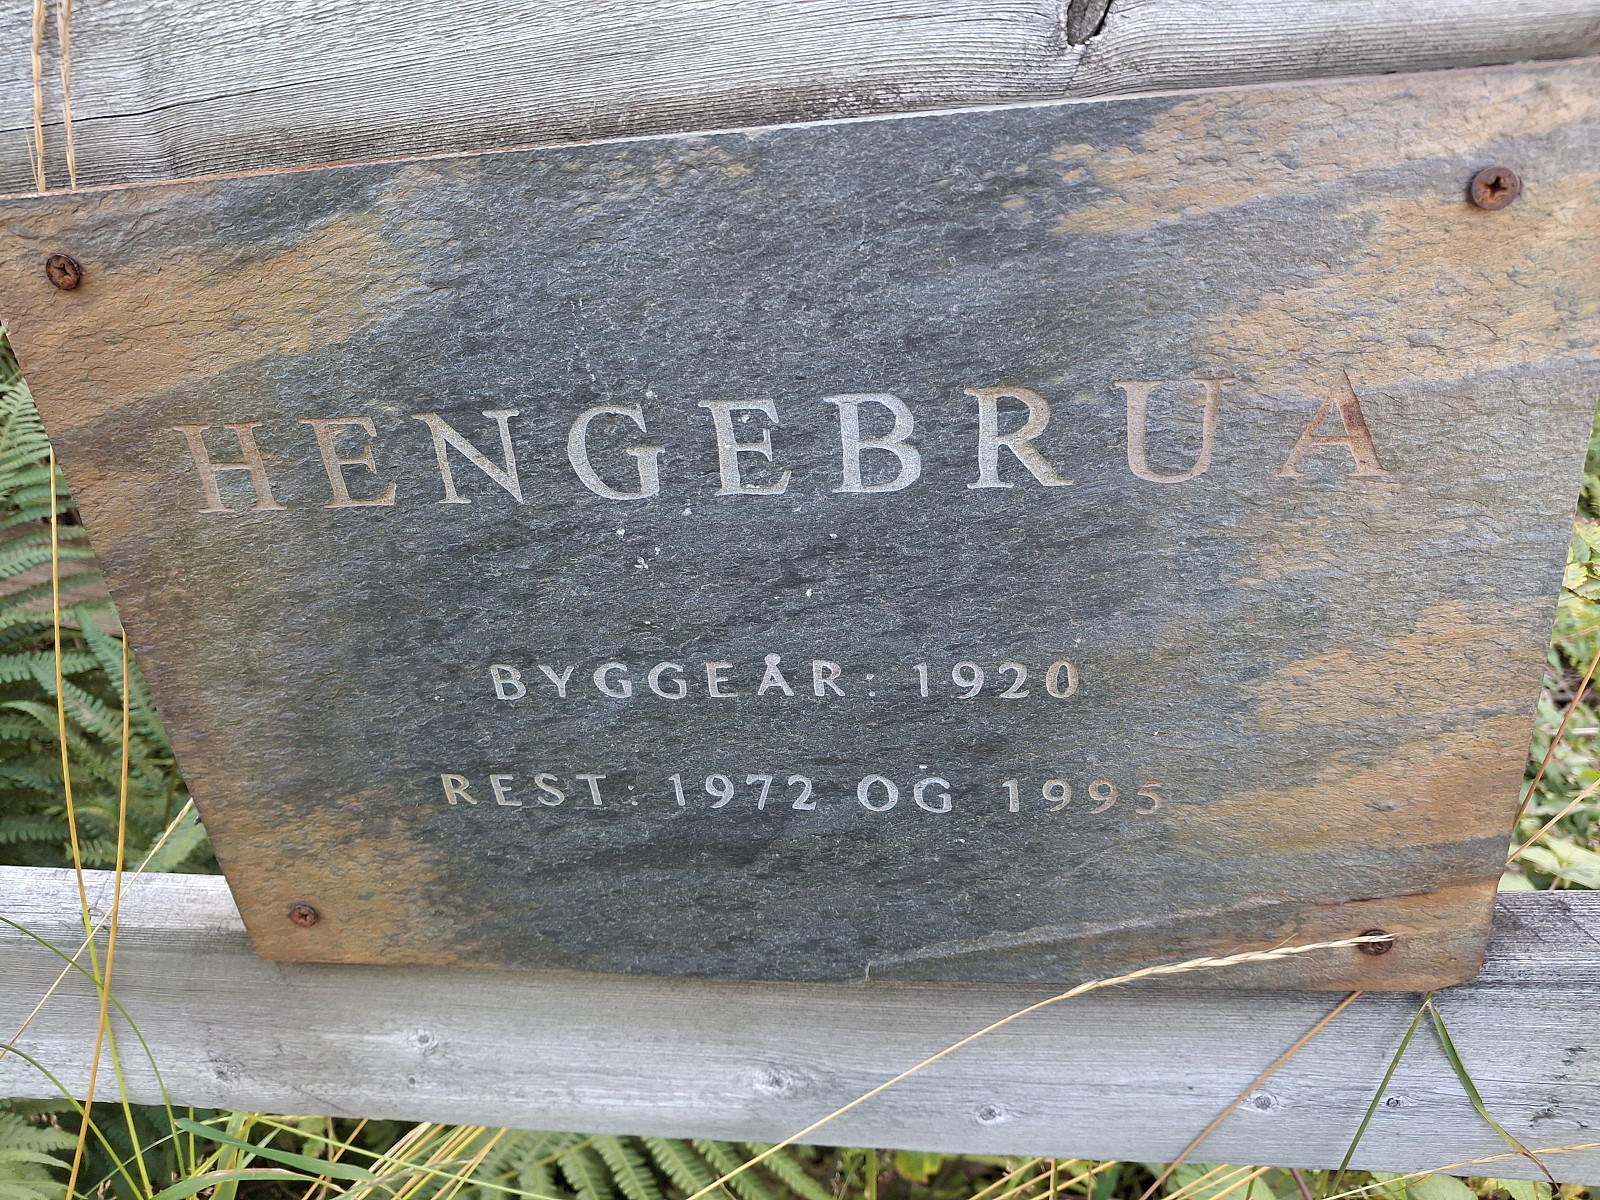 HENGEBRUA
BYGGEÅR: 1920
REST: 1972 OG 1995